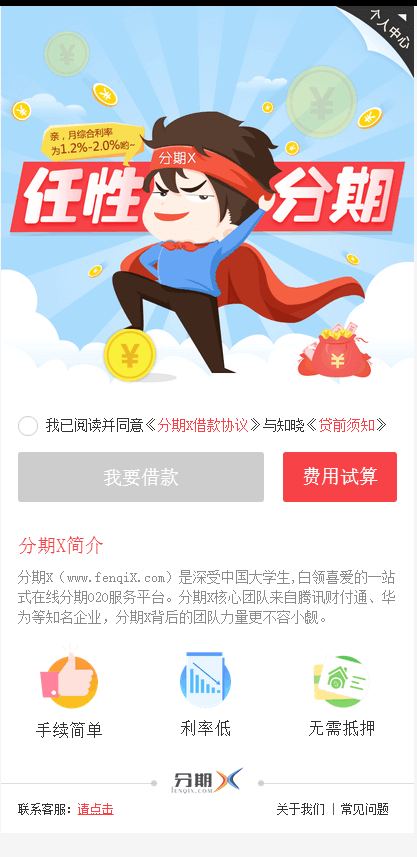 个人中心
亲，月综合利率
为1.2%-2.0%哟~
分期X
任性分期
我已阅读并同意《分期X借款协议》与知晓《贷前须知》
我要借款 费用试算
分期X简介
分期X（www.fenqiX.com）是深受中国大学生,白领喜爱的一站
式在线分期O2O服务平台。分期X核心团队来自腾讯财付通、华
为等知名企业，分期X背后的团队力量更不容小觑。
手续简单 利率低 无需抵押
分期X
FENQIX.COM
联系客服：请点击 关于我们 | 常见问题